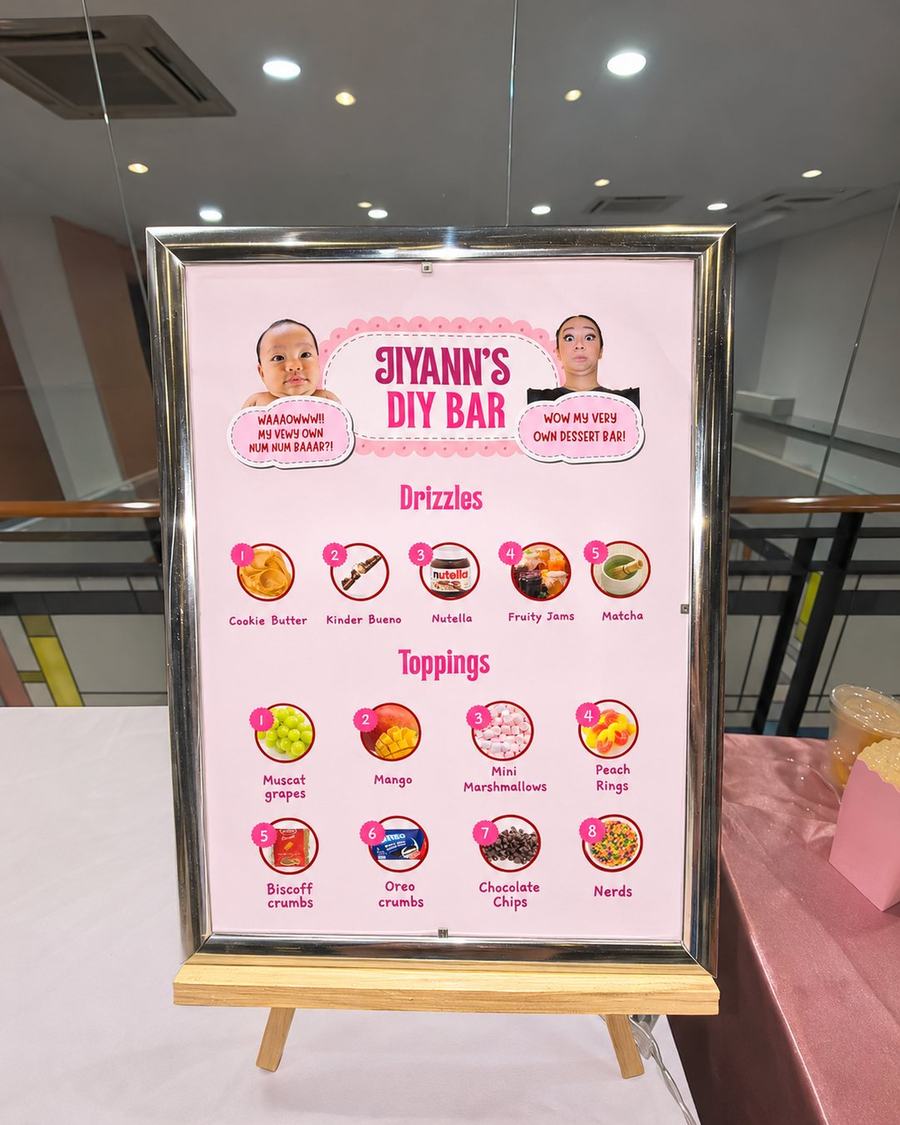 JIYANN'S
DIY BAR
WAAAOWWW!!
MY VEWY OWN
NUM NUM BAAAR?!
WOW MY VERY
OWN DESSERT BAR!
Drizzles
1
2
3
4
5
nutella
Cookie Butter
Kinder Bueno
Nutella
Fruity Jams
Matcha
Toppings
1
2
3
4
Muscat
grapes
Mango
Mini
Marshmallows
Peach
Rings
5
6
7
8
Biscoff
crumbs
Oreo
crumbs
Chocolate
Chips
Nerds